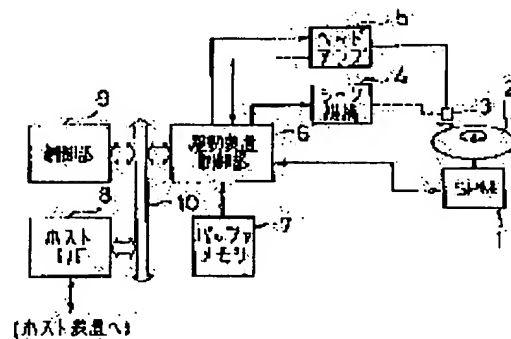 5
ヘッド
アンプ
4
シーク
機構
3
2
9
制御部
6
駆動装置
制御部
SPM
1
8
10
ホスト
I/F
7
バッファ
メモリ
(ホスト装置へ)